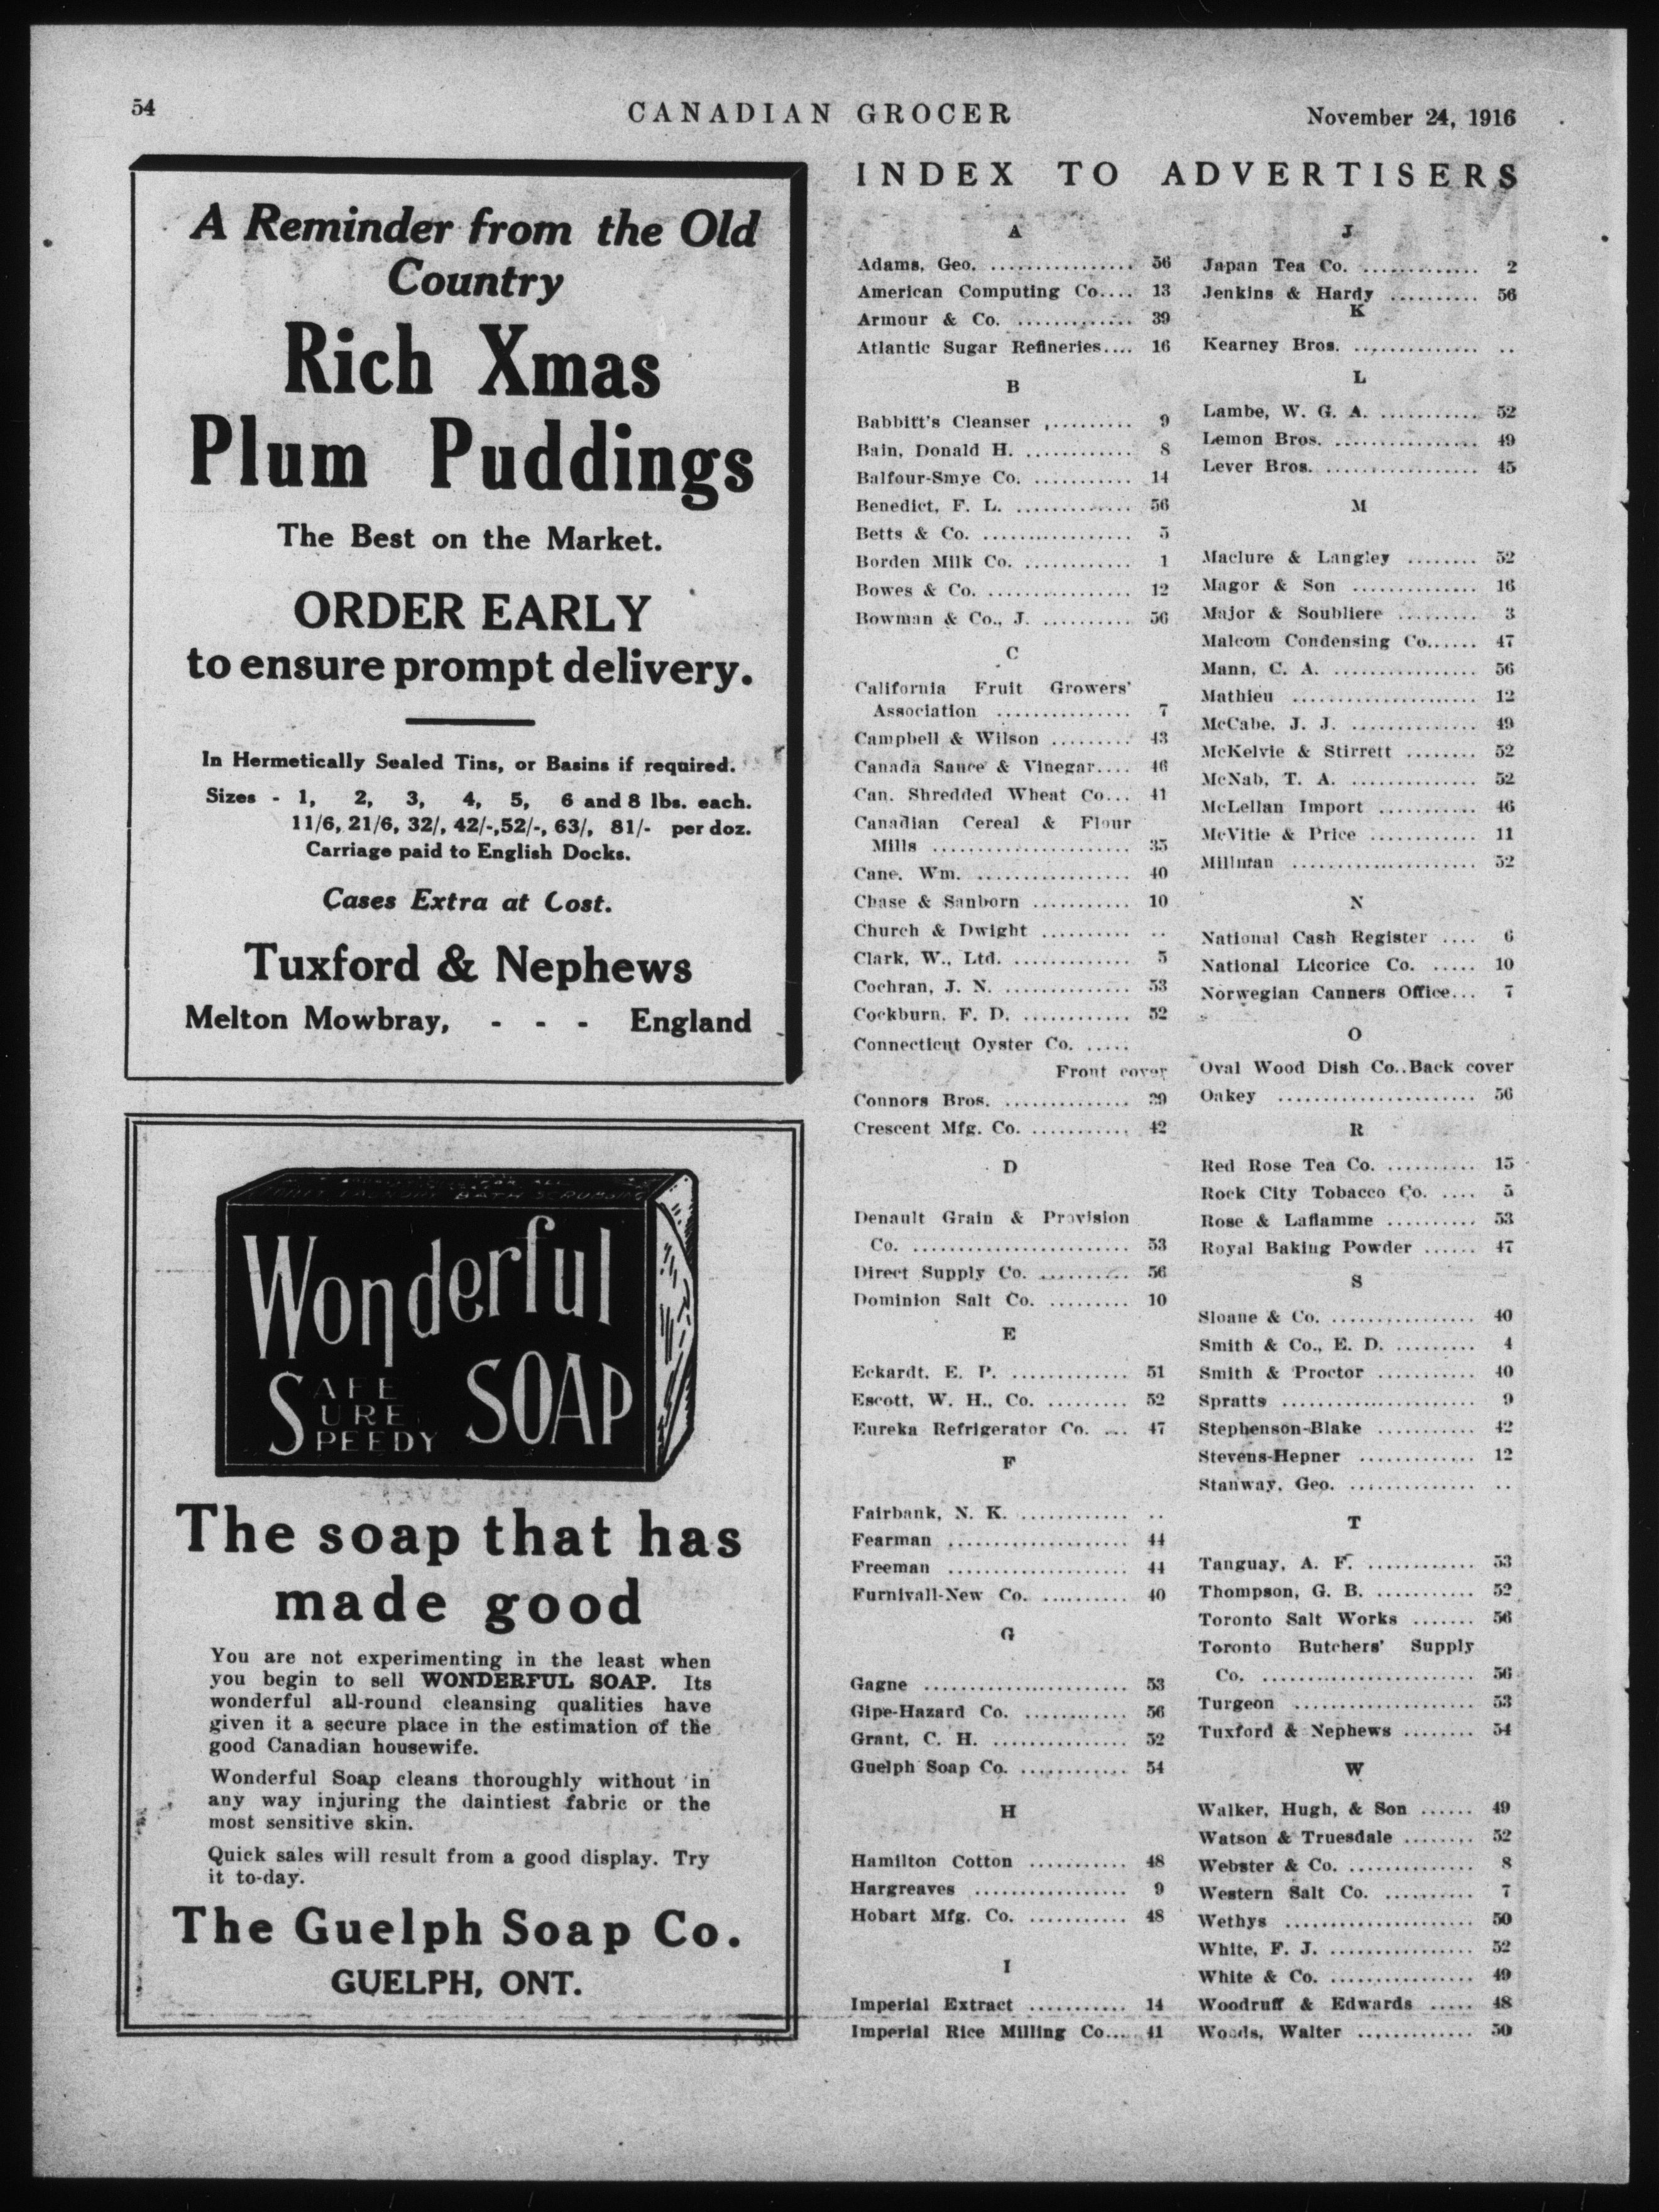 54
CANADIAN GROCER
November 24, 1916
A Reminder from the Old
Country
Rich Xmas
Plum Puddings
The Best on the Market.
ORDER EARLY
to ensure prompt delivery.
In Hermetically Sealed Tins, or Basins if required.
Sizes - 1, 2, 3, 4, 5, 6 and 8 lbs. each.
11/6, 21/6, 32/, 42/-, 52/-, 63/, 81/- per doz.
Carriage paid to English Docks.
Cases Extra at Cost.
Tuxford & Nephews
Melton Mowbray, - - - England
Wonderful
SAFE
SURE
SPEEDY
SOAP
The soap that has
made good
You are not experimenting in the least when
you begin to sell WONDERFUL SOAP. Its
wonderful all-round cleansing qualities have
given it a secure place in the estimation of the
good Canadian housewife.
Wonderful Soap cleans thoroughly without in
any way injuring the daintiest fabric or the
most sensitive skin.
Quick sales will result from a good display. Try
it to-day.
The Guelph Soap Co.
GUELPH, ONT.
INDEX TO ADVERTISERS
A
Adams, Geo. ................ 56
American Computing Co.... 13
Armour & Co. ............. 39
Atlantic Sugar Refineries.... 16
B
Babbitt's Cleanser .......... 9
Bain, Donald H. ............ 8
Balfour-Smye Co. ........... 14
Benedict, F. L. ............. 56
Betts & Co. ................ 5
Borden Milk Co. ............ 1
Bowes & Co. ................ 12
Bowman & Co., J. .......... 56
C
California Fruit Growers'
Association ............... 7
Campbell & Wilson ......... 43
Canada Sauce & Vinegar.... 46
Can. Shredded Wheat Co... 41
Canadian Cereal & Flour
Mills ...................... 35
Cane, Wm. ................. 40
Chase & Sanborn ........... 10
Church & Dwight .......... ..
Clark, W., Ltd. ............. 5
Cochran, J. N. .............. 53
Cockburn, F. D. ............ 52
Connecticut Oyster Co. .....
Front cover
Connors Bros. .............. 39
Crescent Mfg. Co. ........... 42
D
Denault Grain & Provision
Co. ........................ 53
Direct Supply Co. .......... 56
Dominion Salt Co. ......... 10
E
Eckardt, E. P. ............. 51
Escott, W. H., Co. ......... 52
Eureka Refrigerator Co. ... 47
F
Fairbank, N. K. ............ ..
Fearman .................... 44
Freeman .................... 44
Furnivall-New Co. .......... 40
G
Gagne ....................... 53
Gipe-Hazard Co. ............ 56
Grant, C. H. ............... 52
Guelph Soap Co. ............ 54
H
Hamilton Cotton ........... 48
Hargreaves ................. 9
Hobart Mfg. Co. ........... 48
I
Imperial Extract ........... 14
Imperial Rice Milling Co... 41
J
Japan Tea Co. ............. 2
Jenkins & Hardy .......... 56
K
Kearney Bros. .............. ..
L
Lambe, W. G. A. ........... 52
Lemon Bros. ................ 49
Lever Bros. ................. 45
M
Maclure & Langley ........ 52
Magor & Son .............. 16
Major & Soubliere ......... 3
Malcom Condensing Co...... 47
Mann, C. A. ................ 56
Mathieu ..................... 12
McCabe, J. J. .............. 49
McKelvie & Stirrett ........ 52
McNab, T. A. .............. 52
McLellan Import ........... 46
McVitie & Price ............ 11
Millman .................... 52
N
National Cash Register .... 6
National Licorice Co. ..... 10
Norwegian Canners Office... 7
O
Oval Wood Dish Co..Back cover
Oakey ...................... 56
R
Red Rose Tea Co. .......... 15
Rock City Tobacco Co. .... 5
Rose & Laflamme .......... 53
Royal Baking Powder ...... 47
S
Sloane & Co. ................ 40
Smith & Co., E. D. ......... 4
Smith & Proctor ........... 40
Spratts ...................... 9
Stephenson-Blake ........... 42
Stevens-Hepner ............. 12
Stanway, Geo. .............. ..
T
Tanguay, A. F. ............ 53
Thompson, G. B. ........... 52
Toronto Salt Works ....... 56
Toronto Butchers' Supply
Co. ........................ 56
Turgeon .................... 53
Tuxford & Nephews ........ 54
W
Walker, Hugh, & Son ...... 49
Watson & Truesdale ........ 52
Webster & Co. .............. 8
Western Salt Co. .......... 7
Wethys ..................... 50
White, F. J. ................ 52
White & Co. ................ 49
Woodruff & Edwards ..... 48
Woods, Walter ............. 50